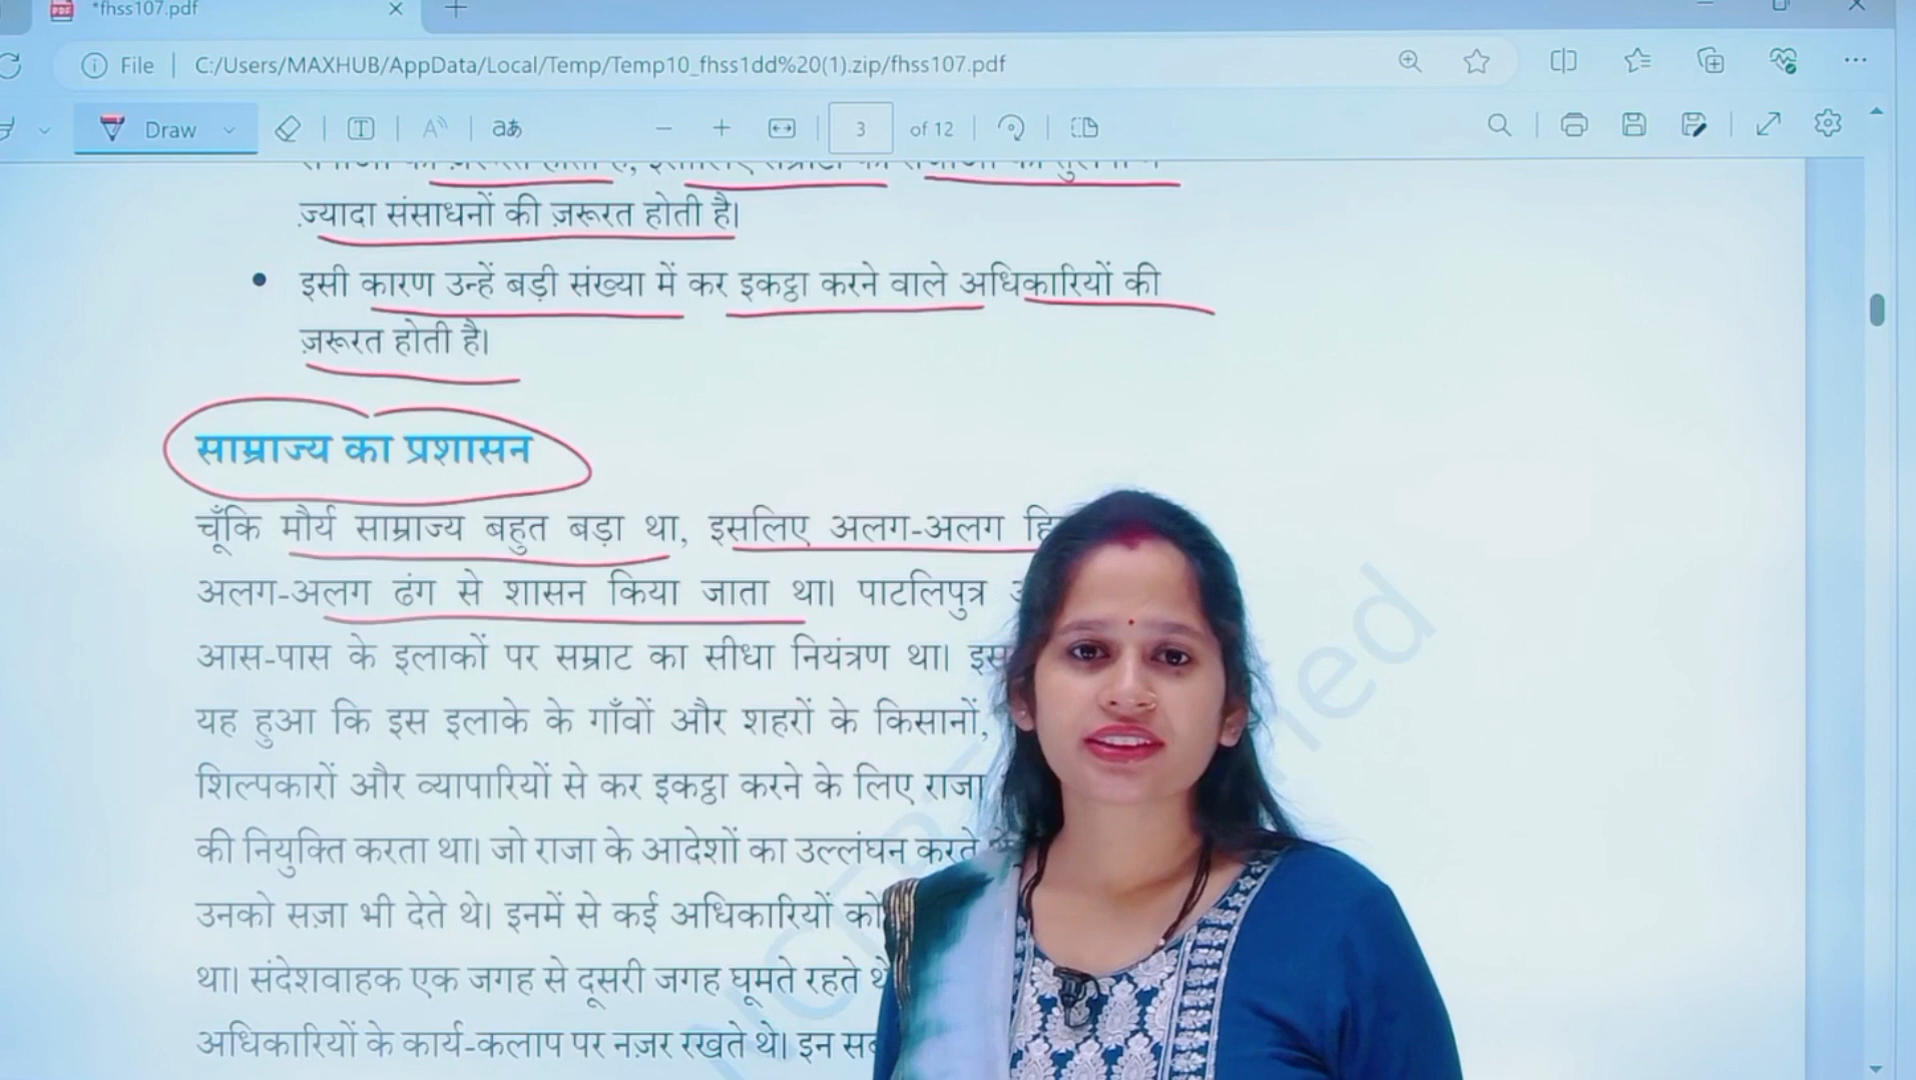 *fhss107.pdf
File | C:/Users/MAXHUB/AppData/Local/Temp/Temp10_fhss1dd%20(1).zip/fhss107.pdf
Draw 3 of 12
ज़्यादा संसाधनों की ज़रूरत होती है।
• इसी कारण उन्हें बड़ी संख्या में कर इकट्ठा करने वाले अधिकारियों की
ज़रूरत होती है।
साम्राज्य का प्रशासन
चूँकि मौर्य साम्राज्य बहुत बड़ा था, इसलिए अलग-अलग
अलग-अलग ढंग से शासन किया जाता था। पाटलिपुत्र
आस-पास के इलाकों पर सम्राट का सीधा नियंत्रण था।
यह हुआ कि इस इलाके के गाँवों और शहरों के किसानों,
शिल्पकारों और व्यापारियों से कर इकट्ठा करने के लिए राजा
की नियुक्ति करता था। जो राजा के आदेशों का उल्लंघन करते
उनको सज़ा भी देते थे। इनमें से कई अधिकारियों को
था। संदेशवाहक एक जगह से दूसरी जगह घूमते रहते
अधिकारियों के कार्य-कलाप पर नज़र रखते थे। इन